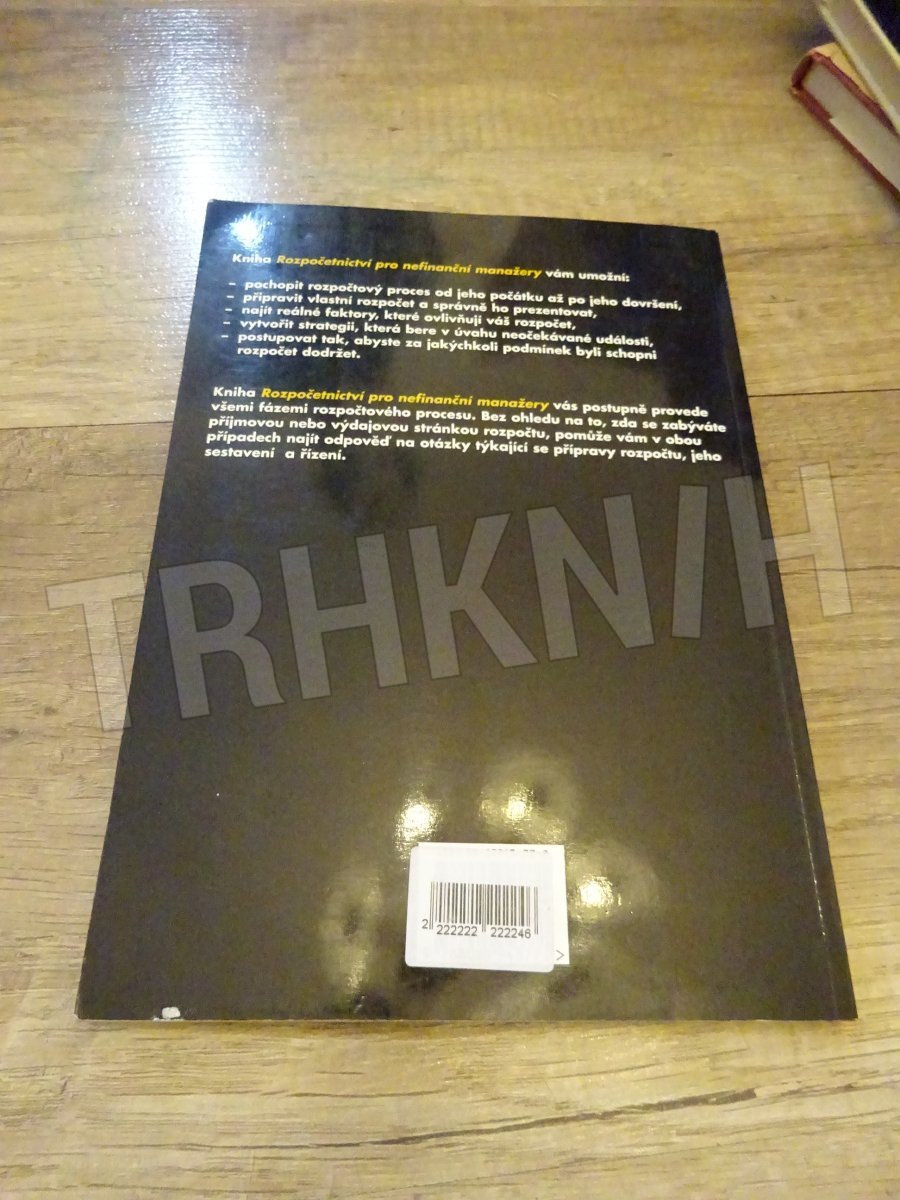 Kniha Rozpočetnictví pro nefinanční manažery vám umožní:
– pochopit rozpočtový proces od jeho počátku až po jeho dovršení,
– připravit vlastní rozpočet a správně ho prezentovat,
– najít reálné faktory, které ovlivňují váš rozpočet,
– vytvořit strategii, která bere v úvahu neočekávané události,
– postupovat tak, abyste za jakýchkoli podmínek byli schopni
rozpočet dodržet.
Kniha Rozpočetnictví pro nefinanční manažery vás postupně provede
všemi fázemi rozpočtového procesu. Bez ohledu na to, zda se zabýváte
příjmovou nebo výdajovou stránkou rozpočtu, pomůže vám v obou
případech najít odpověď na otázky týkající se přípravy rozpočtu, jeho
sestavení a řízení.
TRHKNIH
2 222222 222246 >